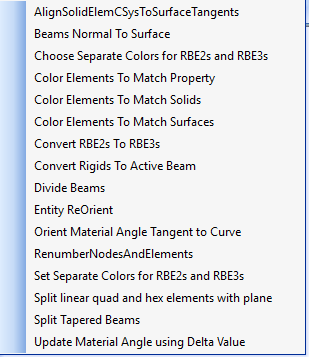 AlignSolidElemCSysToSurfaceTangents
Beams Normal To Surface
Choose Separate Colors for RBE2s and RBE3s
Color Elements To Match Property
Color Elements To Match Solids
Color Elements To Match Surfaces
Convert RBE2s To RBE3s
Convert Rigids To Active Beam
Divide Beams
Entity ReOrient
Orient Material Angle Tangent to Curve
RenumberNodesAndElements
Set Separate Colors for RBE2s and RBE3s
Split linear quad and hex elements with plane
Split Tapered Beams
Update Material Angle using Delta Value